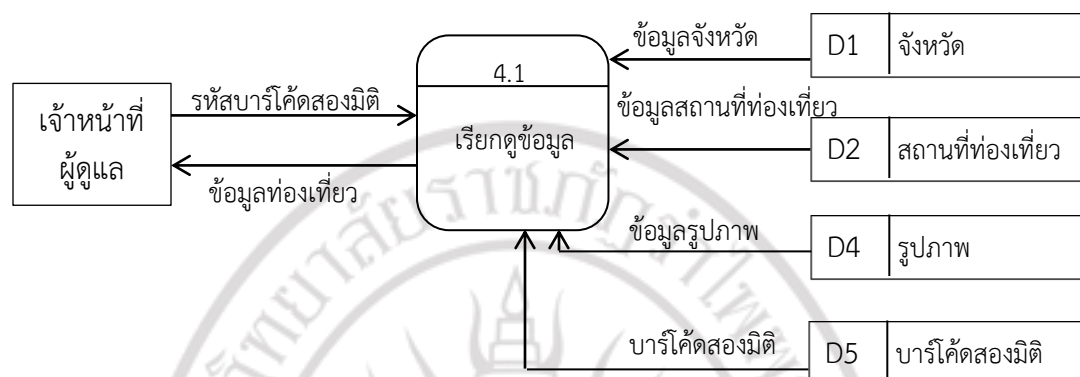 ข้อมูลจังหวัด
D1 จังหวัด
4.1
รหัสบาร์โค้ดสองมิติ
ข้อมูลสถานที่ท่องเที่ยว
เจ้าหน้าที่
ผู้ดูแล
เรียกดูข้อมูล
D2 สถานที่ท่องเที่ยว
ข้อมูลท่องเที่ยว
ข้อมูลรูปภาพ
D4 รูปภาพ
บาร์โค้ดสองมิติ
D5 บาร์โค้ดสองมิติ